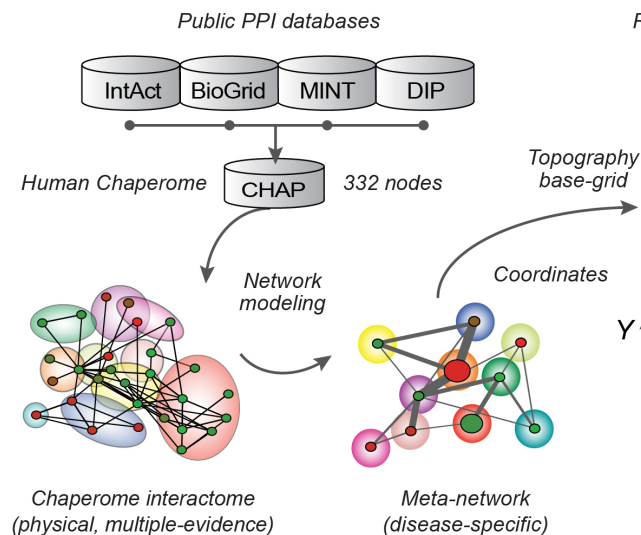 Public PPI databases
P
IntAct
BioGrid
MINT
DIP
Human Chaperome
CHAP
332 nodes
Topography
base-grid
Network
modeling
Coordinates
Y
Chaperome interactome
(physical, multiple-evidence)
Meta-network
(disease-specific)